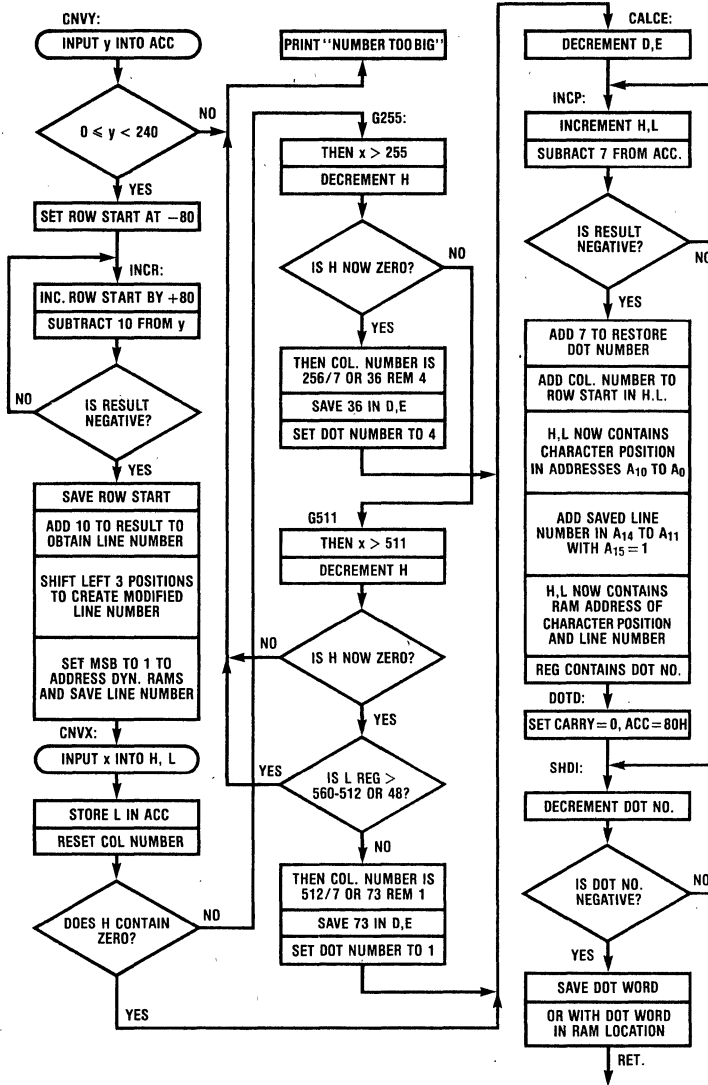 CNVY:
INPUT y INTO ACC
0 ≤ y < 240
NO
YES
SET ROW START AT −80
INCR:
INC. ROW START BY +80
SUBTRACT 10 FROM y
NO
IS RESULT
NEGATIVE?
YES
SAVE ROW START
ADD 10 TO RESULT TO
OBTAIN LINE NUMBER
SHIFT LEFT 3 POSITIONS
TO CREATE MODIFIED
LINE NUMBER
SET MSB TO 1 TO
ADDRESS DYN. RAMS
AND SAVE LINE NUMBER
CNVX:
INPUT x INTO H, L
STORE L IN ACC
RESET COL NUMBER
DOES H CONTAIN
ZERO?
NO
YES
PRINT "NUMBER TOO BIG"
G255:
THEN x > 255
DECREMENT H
IS H NOW ZERO?
NO
YES
THEN COL. NUMBER IS
256/7 OR 36 REM 4
SAVE 36 IN D,E
SET DOT NUMBER TO 4
G511
THEN x > 511
DECREMENT H
NO
IS H NOW ZERO?
YES
YES
IS L REG >
560-512 OR 48?
NO
THEN COL. NUMBER IS
512/7 OR 73 REM 1
SAVE 73 IN D,E
SET DOT NUMBER TO 1
CALCE:
DECREMENT D,E
INCP:
INCREMENT H,L
SUBRACT 7 FROM ACC.
IS RESULT
NEGATIVE?
NO
YES
ADD 7 TO RESTORE
DOT NUMBER
ADD COL. NUMBER TO
ROW START IN H.L.
H,L NOW CONTAINS
CHARACTER POSITION
IN ADDRESSES A10 TO A0
ADD SAVED LINE
NUMBER IN A14 TO A11
WITH A15 = 1
H,L NOW CONTAINS
RAM ADDRESS OF
CHARACTER POSITION
AND LINE NUMBER
REG CONTAINS DOT NO.
DOTD:
SET CARRY=0, ACC=80H
SHDI:
DECREMENT DOT NO.
IS DOT NO.
NEGATIVE?
NO
YES
SAVE DOT WORD
OR WITH DOT WORD
IN RAM LOCATION
RET.